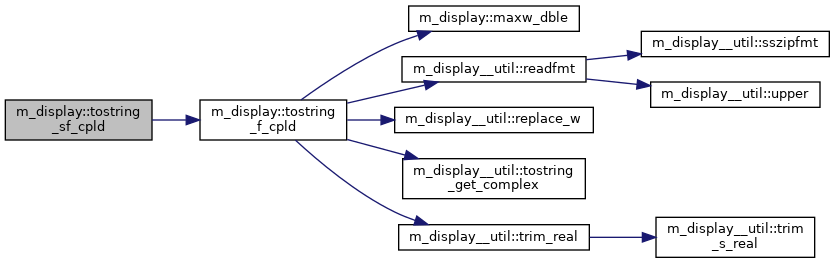 m_display::tostring
_sf_cpld
m_display::tostring
_f_cpld
m_display::maxw_dble
m_display__util::readfmt
m_display__util::sszipfmt
m_display__util::upper
m_display__util::replace_w
m_display__util::tostring
_get_complex
m_display__util::trim_real
m_display__util::trim
_s_real